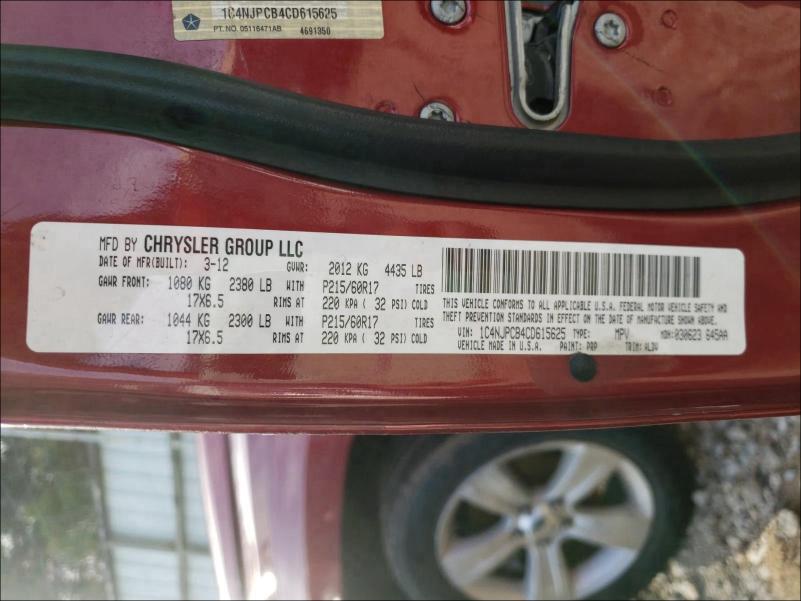 1C4NJPCB4CD615625
PT. NO. 05116471AB 4691350
MFD BY CHRYSLER GROUP LLC
DATE OF MFR(BUILT): 3-12 GVWR: 2012 KG 4435 LB
GAWR FRONT: 1080 KG 2380 LB WITH P215/60R17 TIRES
17X6.5 RIMS AT 220 KPA ( 32 PSI) COLD
GAWR REAR: 1044 KG 2300 LB WITH P215/60R17 TIRES
17X6.5 RIMS AT 220 KPA ( 32 PSI) COLD
THIS VEHICLE CONFORMS TO ALL APPLICABLE U.S.A. FEDERAL MOTOR VEHICLE SAFETY AND
THEFT PREVENTION STANDARDS IN EFFECT ON THE DATE OF MANUFACTURE SHOWN ABOVE.
VIN: 1C4NJPCB4CD615625 TYPE: MPV MDH: 030623 645AA
VEHICLE MADE IN U.S.A. PAINT: PRP TRIM: ALDV